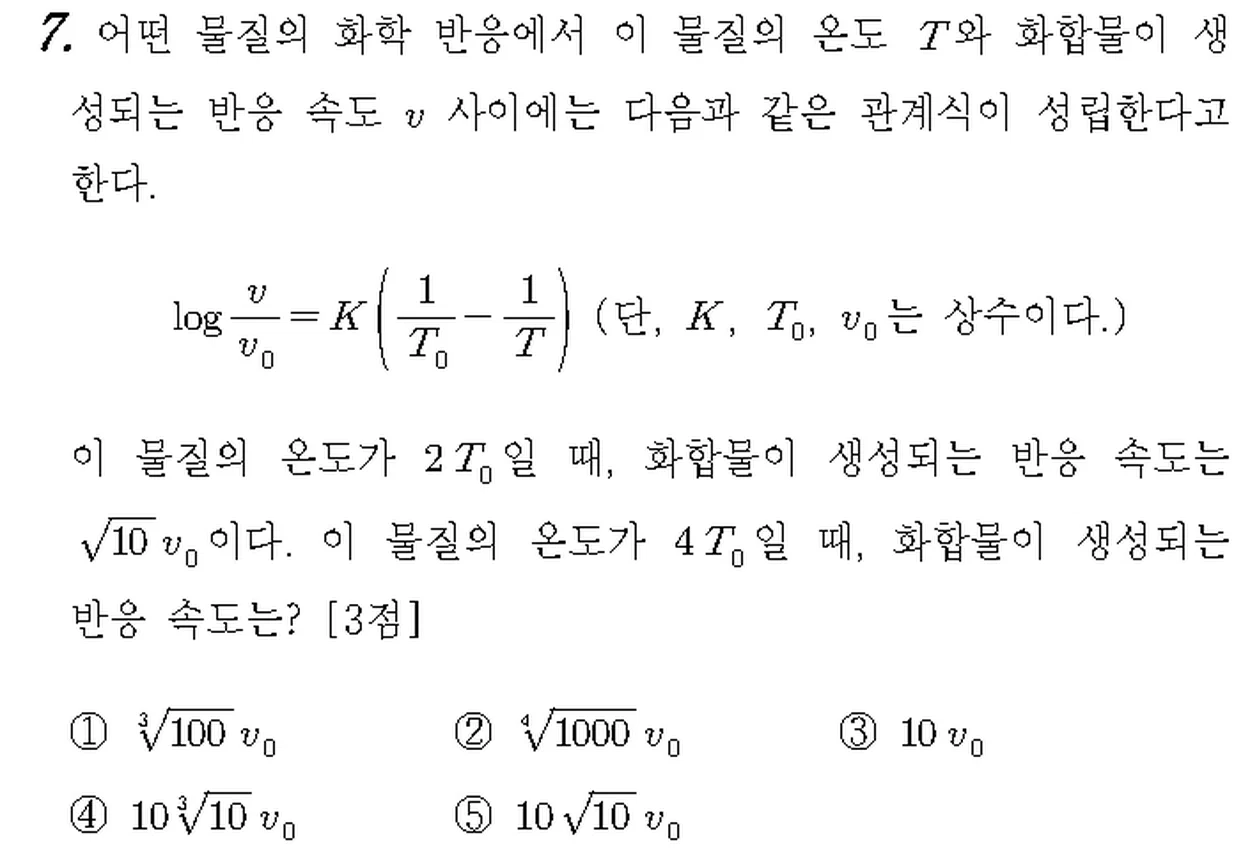 7. 어떤 물질의 화학 반응에서 이 물질의 온도 T와 화합물이 생
성되는 반응 속도 v 사이에는 다음과 같은 관계식이 성립한다고
한다.
log v/v₀ = K(1/T₀ − 1/T) (단, K, T₀, v₀는 상수이다.)
이 물질의 온도가 2T₀일 때, 화합물이 생성되는 반응 속도는
√10 v₀이다. 이 물질의 온도가 4T₀일 때, 화합물이 생성되는
반응 속도는? [3점]
① ∛100 v₀ ② ∜1000 v₀ ③ 10 v₀
④ 10∛10 v₀ ⑤ 10√10 v₀